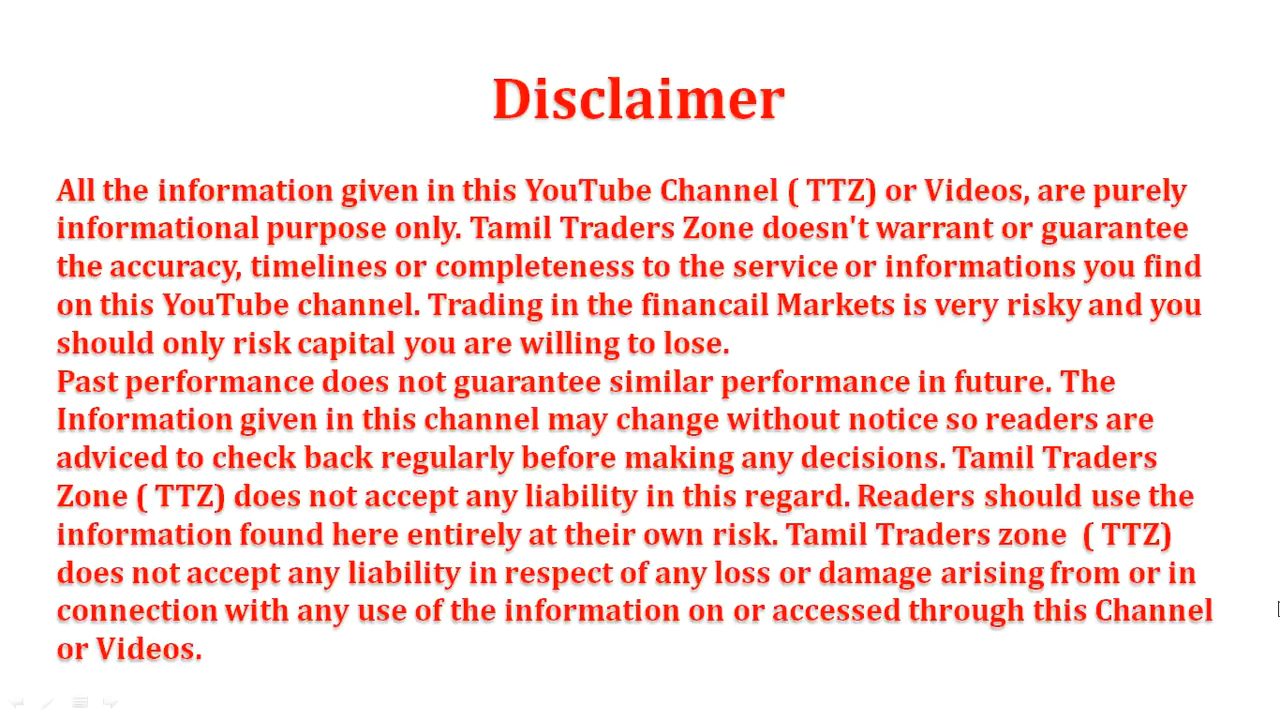 Disclaimer
All the information given in this YouTube Channel ( TTZ) or Videos, are purely
informational purpose only. Tamil Traders Zone doesn't warrant or guarantee
the accuracy, timelines or completeness to the service or informations you find
on this YouTube channel. Trading in the financail Markets is very risky and you
should only risk capital you are willing to lose.
Past performance does not guarantee similar performance in future. The
Information given in this channel may change without notice so readers are
adviced to check back regularly before making any decisions. Tamil Traders
Zone ( TTZ) does not accept any liability in this regard. Readers should use the
information found here entirely at their own risk. Tamil Traders zone  ( TTZ)
does not accept any liability in respect of any loss or damage arising from or in
connection with any use of the information on or accessed through this Channel
or Videos.